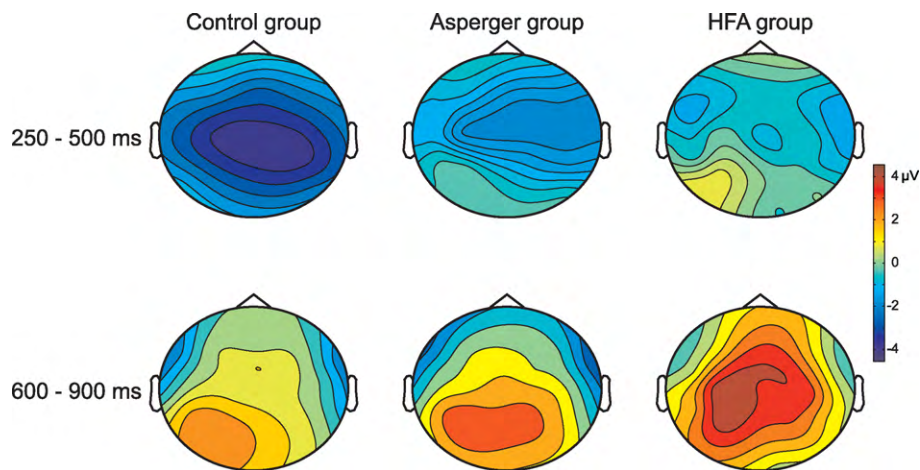 Control group Asperger group HFA group
250 - 500 ms
4 µV
2
0
-2
-4
600 - 900 ms